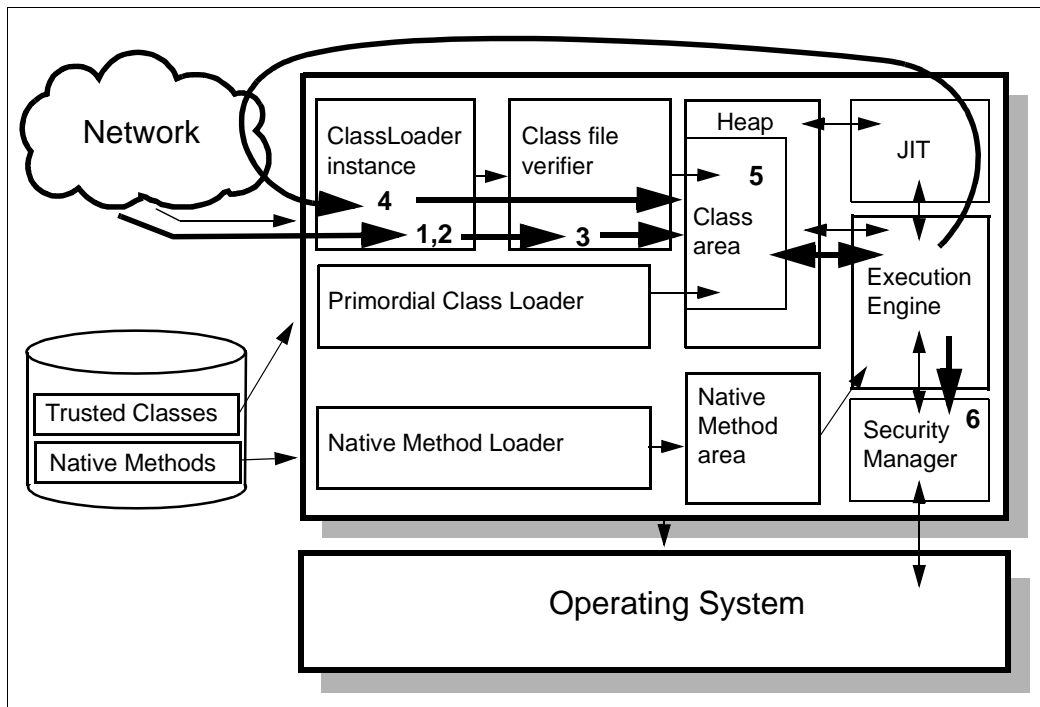 Network
ClassLoader
instance
4
1,2
Class file
verifier
3
Heap
5
Class
area
JIT
Execution
Engine
Primordial Class Loader
Trusted Classes
Native Methods
Native Method Loader
Native
Method
area
6
Security
Manager
Operating System